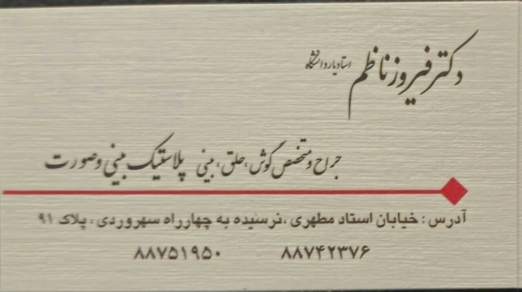 دکتر فیروز ناظم استادیار دانشگاه
جراح و متخصص گوش، حلق، بینی پلاستیک بینی و صورت
آدرس : خیابان استاد مطهری ،نرسیده به چهارراه سهروردی ، پلاک ۹۱
۸۸۷۴۲۳۷۶ ۸۸۷۵۱۹۵۰